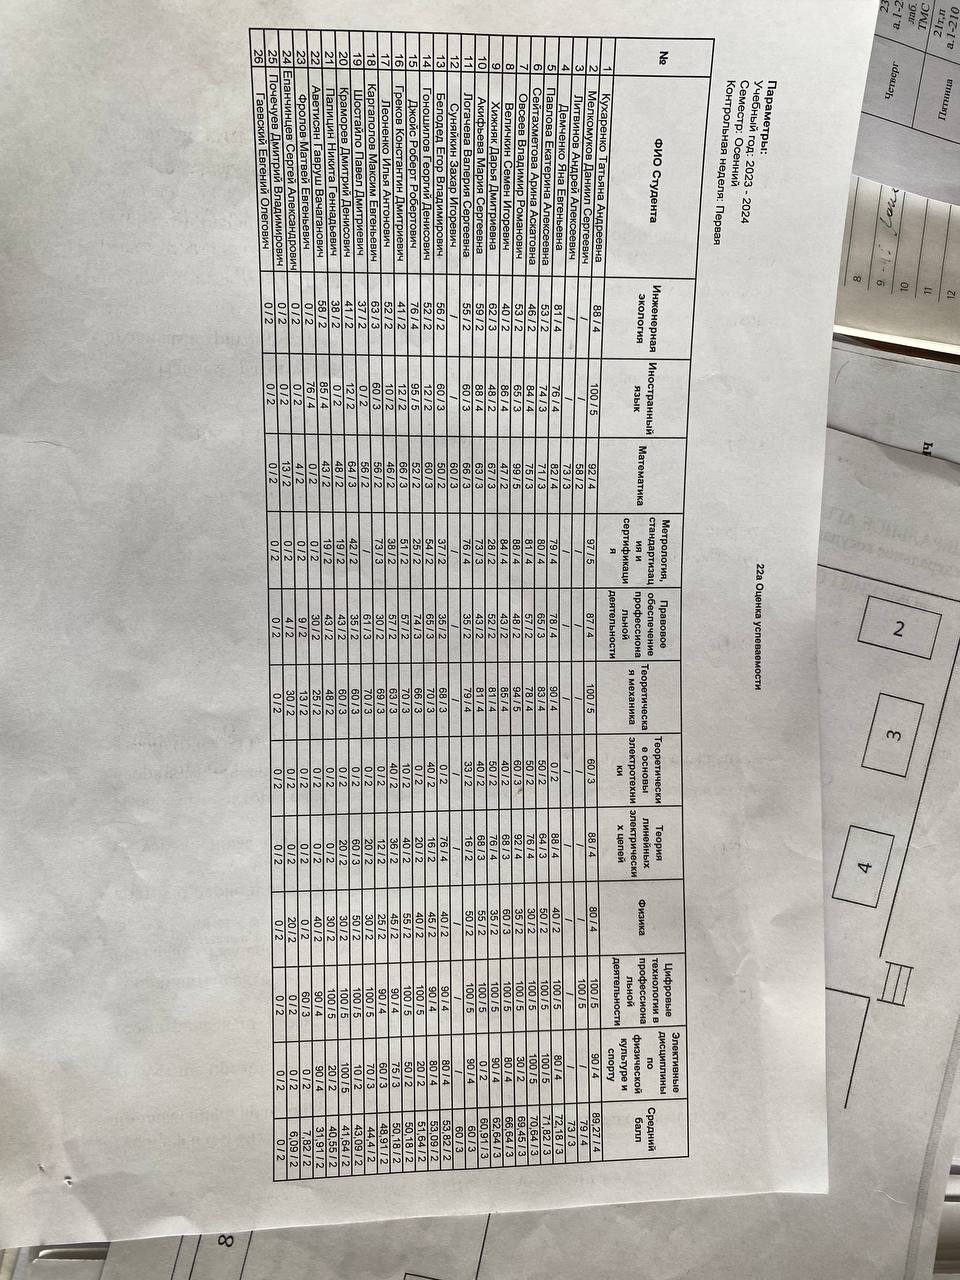 Параметры:
Учебный год: 2023 - 2024
Семестр: Осенний
Контрольная неделя: Первая
22а Оценка успеваемости
№ ФИО Студента Инженерная экология Иностранный язык Математика Метрология, стандартизация и сертификация Правовое обеспечение профессиональной деятельности Теоретическая механика Теоретические основы электротехники Теория линейных электрических цепей Физика Цифровые технологии в профессиональной деятельности Элективные дисциплины по физической культуре и спорту Средний балл
1 Кухаренко Татьяна Андреевна 88 / 4 100 / 5 92 / 4 97 / 5 87 / 4 100 / 5 60 / 3 88 / 4 80 / 4 100 / 5 90 / 4 89,27 / 4
2 Мелкомуков Даниил Сергеевич / / 58 / 2 / / / / / / 100 / 5 / 79 / 4
3 Литвинов Андрей Алексеевич / / 73 / 3 / / / / / / / / 73 / 3
4 Демченко Яна Евгеньевна 81 / 4 76 / 4 82 / 4 79 / 4 78 / 4 90 / 4 0 / 2 88 / 4 40 / 2 100 / 5 80 / 4 72,18 / 3
5 Павлова Екатерина Алексеевна 53 / 2 74 / 3 71 / 3 80 / 4 65 / 3 83 / 4 50 / 2 64 / 3 50 / 2 100 / 5 100 / 5 71,82 / 3
6 Сейтахметова Арина Асхатовна 46 / 2 84 / 4 75 / 3 81 / 4 57 / 2 78 / 4 50 / 2 76 / 4 30 / 2 100 / 5 100 / 5 70,64 / 3
7 Овсеев Владимир Романович 53 / 2 65 / 3 99 / 5 88 / 4 48 / 2 94 / 5 60 / 3 92 / 4 35 / 2 100 / 5 30 / 2 69,45 / 3
8 Величкин Семен Игоревич 40 / 2 86 / 4 47 / 2 84 / 4 43 / 2 85 / 4 40 / 2 68 / 3 60 / 3 100 / 5 80 / 4 66,64 / 3
9 Хижняк Дарья Дмитриевна 62 / 3 48 / 2 67 / 3 28 / 2 52 / 2 81 / 4 50 / 2 76 / 4 35 / 2 100 / 5 90 / 4 62,64 / 3
10 Акифьева Мария Сергеевна 59 / 2 88 / 4 63 / 3 73 / 3 43 / 2 81 / 4 40 / 2 68 / 3 55 / 2 100 / 5 0 / 2 60,91 / 3
11 Логачева Валерия Сергеевна 55 / 2 60 / 3 66 / 3 76 / 4 35 / 2 79 / 4 33 / 2 16 / 2 50 / 2 100 / 5 90 / 4 60 / 3
12 Суняйкин Захар Игоревич / / 60 / 3 / / / / / / / / 60 / 3
13 Белодед Егор Владимирович 56 / 2 60 / 3 50 / 2 37 / 2 35 / 2 68 / 3 0 / 2 76 / 4 40 / 2 90 / 4 80 / 4 53,82 / 2
14 Гоношилов Георгий Денисович 52 / 2 12 / 2 60 / 3 54 / 2 65 / 3 70 / 3 40 / 2 16 / 2 45 / 2 90 / 4 80 / 4 53,09 / 2
15 Джойс Роберт Робертович 76 / 4 95 / 5 52 / 2 25 / 2 74 / 3 66 / 3 0 / 2 20 / 2 40 / 2 100 / 5 20 / 2 51,64 / 2
16 Греков Константин Дмитриевич 41 / 2 12 / 2 66 / 3 51 / 2 57 / 2 70 / 3 10 / 2 40 / 2 55 / 2 100 / 5 50 / 2 50,18 / 2
17 Леоненко Илья Антонович 52 / 2 10 / 2 46 / 2 38 / 2 57 / 2 63 / 3 40 / 2 36 / 2 45 / 2 90 / 4 75 / 3 50,18 / 2
18 Каргаполов Максим Евгеньевич 63 / 3 60 / 3 56 / 2 73 / 3 30 / 2 69 / 3 0 / 2 12 / 2 25 / 2 90 / 4 60 / 3 48,91 / 2
19 Шостайло Павел Дмитриевич 37 / 2 0 / 2 56 / 2 / 61 / 3 70 / 3 0 / 2 20 / 2 30 / 2 100 / 5 70 / 3 44,4 / 2
20 Краморев Дмитрий Денисович 41 / 2 12 / 2 64 / 3 42 / 2 35 / 2 60 / 3 0 / 2 60 / 3 50 / 2 100 / 5 10 / 2 43,09 / 2
21 Палицин Никита Геннадьевич 38 / 2 0 / 2 48 / 2 19 / 2 43 / 2 60 / 3 0 / 2 20 / 2 30 / 2 100 / 5 100 / 5 41,64 / 2
22 Аветисян Гавруш Вачаганович 58 / 2 85 / 4 43 / 2 19 / 2 43 / 2 48 / 2 0 / 2 0 / 2 30 / 2 100 / 5 20 / 2 40,55 / 2
23 Фролов Матвей Евгеньевич 0 / 2 76 / 4 0 / 2 0 / 2 30 / 2 25 / 2 0 / 2 0 / 2 40 / 2 90 / 4 90 / 4 31,91 / 2
24 Епанчинцев Сергей Александрович 0 / 2 0 / 2 4 / 2 0 / 2 9 / 2 13 / 2 0 / 2 0 / 2 0 / 2 60 / 3 0 / 2 7,82 / 2
25 Почечуев Дмитрий Владимирович 0 / 2 0 / 2 13 / 2 0 / 2 4 / 2 30 / 2 0 / 2 0 / 2 20 / 2 0 / 2 0 / 2 6,09 / 2
26 Гаевский Евгений Олегович 0 / 2 0 / 2 0 / 2 0 / 2 0 / 2 0 / 2 0 / 2 0 / 2 0 / 2 0 / 2 0 / 2 0 / 2
2
3
4
8
12
11
10
9
8
Пятница
Четверг